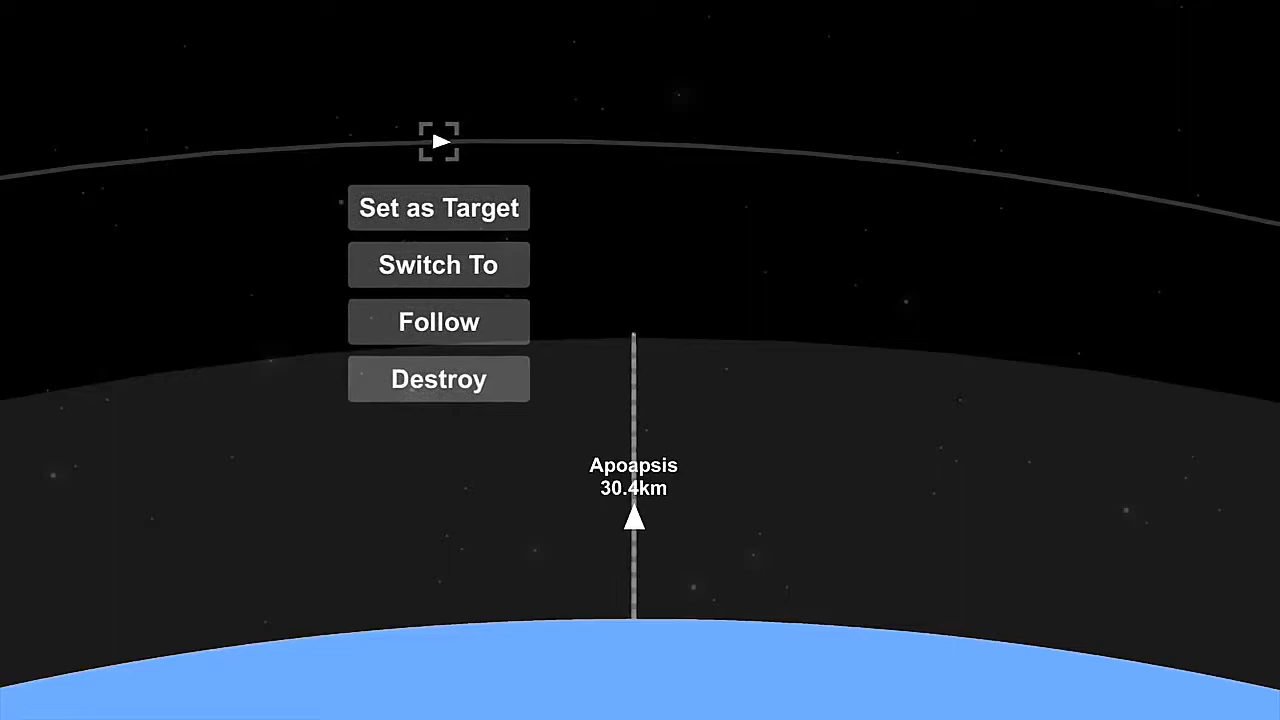 Set as Target
Switch To
Follow
Destroy
Apoapsis
30.4km